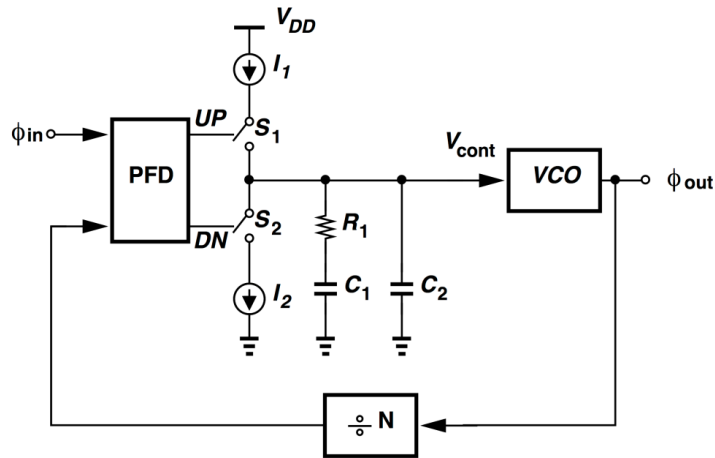 V_DD
I_1
UP
S_1
ϕin
PFD
V_cont
VCO
ϕout
DN
S_2
R_1
C_1
C_2
I_2
÷ N